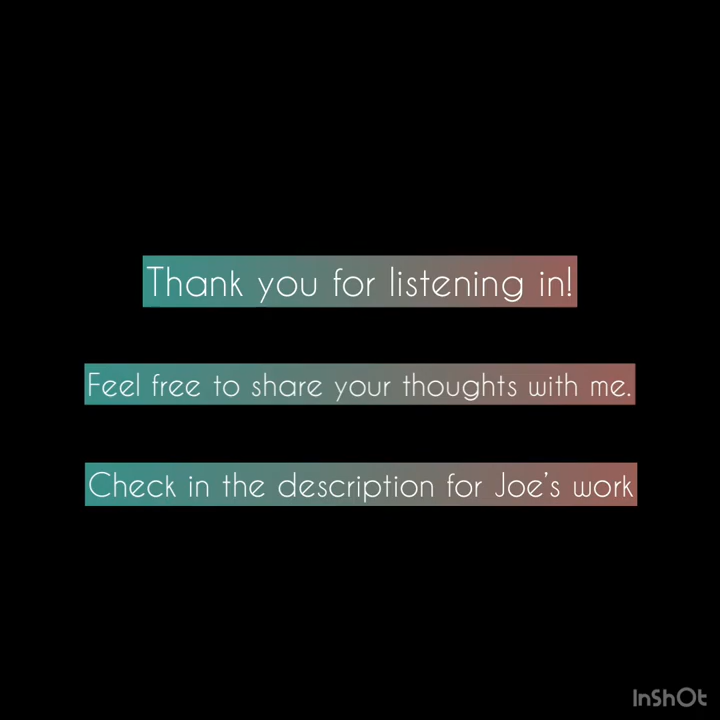 Thank you for listening in!
Feel free to share your thoughts with me.
Check in the description for Joe's work
InShOt